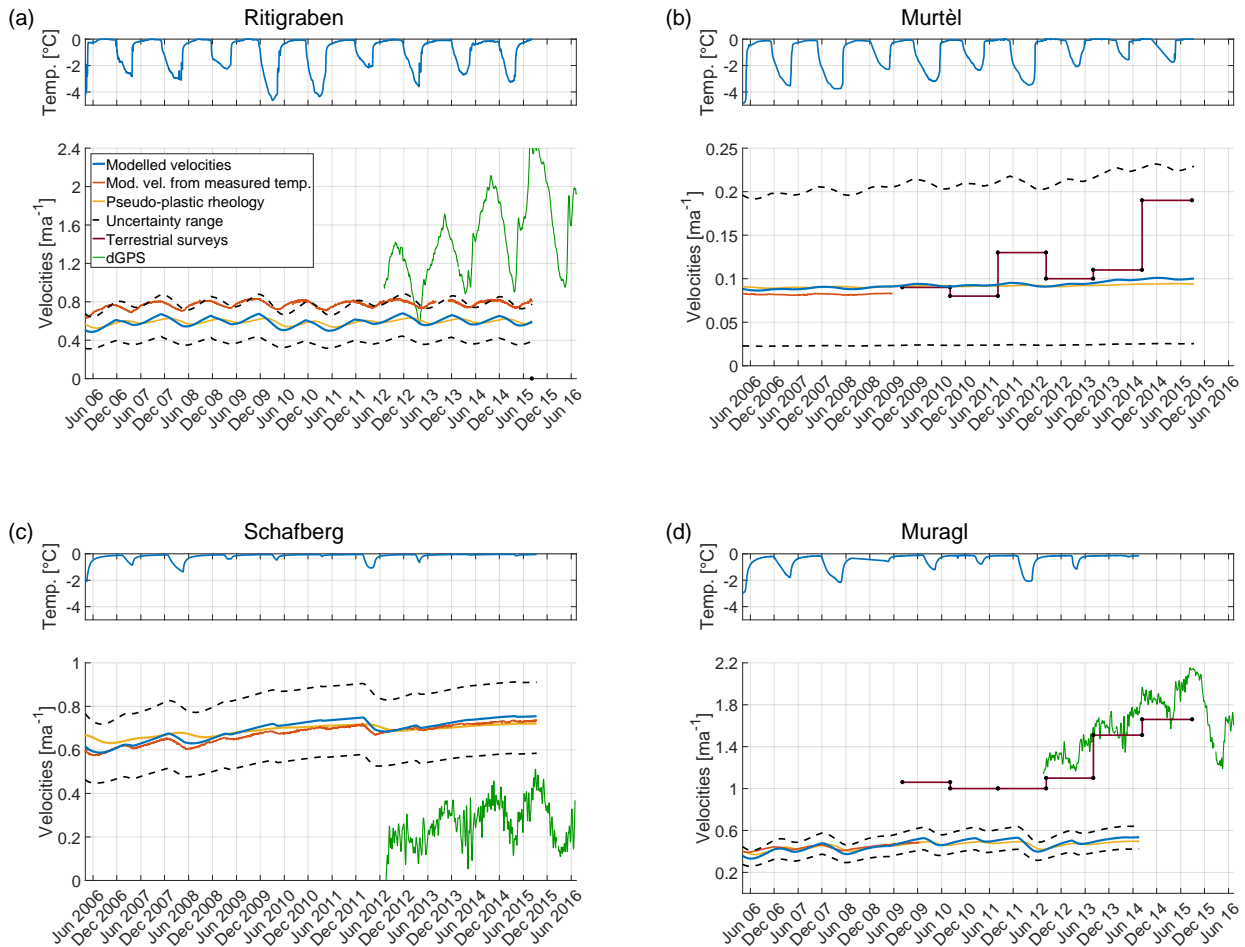 (a)
Ritigraben
0
-2
-4
Temp. [°C]
2.4
2
1.6
1.2
0.8
0.4
0
Velocities [ma⁻¹]
Modelled velocities
Mod. vel. from measured temp.
Pseudo-plastic rheology
Uncertainty range
Terrestrial surveys
dGPS
Jun 06
Dec 06
Jun 07
Dec 07
Jun 08
Dec 08
Jun 09
Dec 09
Jun 10
Dec 10
Jun 11
Dec 11
Jun 12
Dec 12
Jun 13
Dec 13
Jun 14
Dec 14
Jun 15
Dec 15
Jun 16
(b)
Murtèl
0
-2
-4
Temp. [°C]
0.25
0.2
0.15
0.1
0.05
0
Velocities [ma⁻¹]
Jun 2006
Dec 2006
Jun 2007
Dec 2007
Jun 2008
Dec 2008
Jun 2009
Dec 2009
Jun 2010
Dec 2010
Jun 2011
Dec 2011
Jun 2012
Dec 2012
Jun 2013
Dec 2013
Jun 2014
Dec 2014
Jun 2015
Dec 2015
Jun 2016
(c)
Schafberg
0
-2
-4
Temp. [°C]
1
0.8
0.6
0.4
0.2
0
Velocities [ma⁻¹]
Jun 2006
Dec 2006
Jun 2007
Dec 2007
Jun 2008
Dec 2008
Jun 2009
Dec 2009
Jun 2010
Dec 2010
Jun 2011
Dec 2011
Jun 2012
Dec 2012
Jun 2013
Dec 2013
Jun 2014
Dec 2014
Jun 2015
Dec 2015
Jun 2016
(d)
Muragl
0
-2
-4
Temp. [°C]
2.2
1.8
1.4
1
0.6
0.2
Velocities [ma⁻¹]
Jun 06
Dec 06
Jun 07
Dec 07
Jun 08
Dec 08
Jun 09
Dec 09
Jun 10
Dec 10
Jun 11
Dec 11
Jun 12
Dec 12
Jun 13
Dec 13
Jun 14
Dec 14
Jun 15
Dec 15
Jun 16